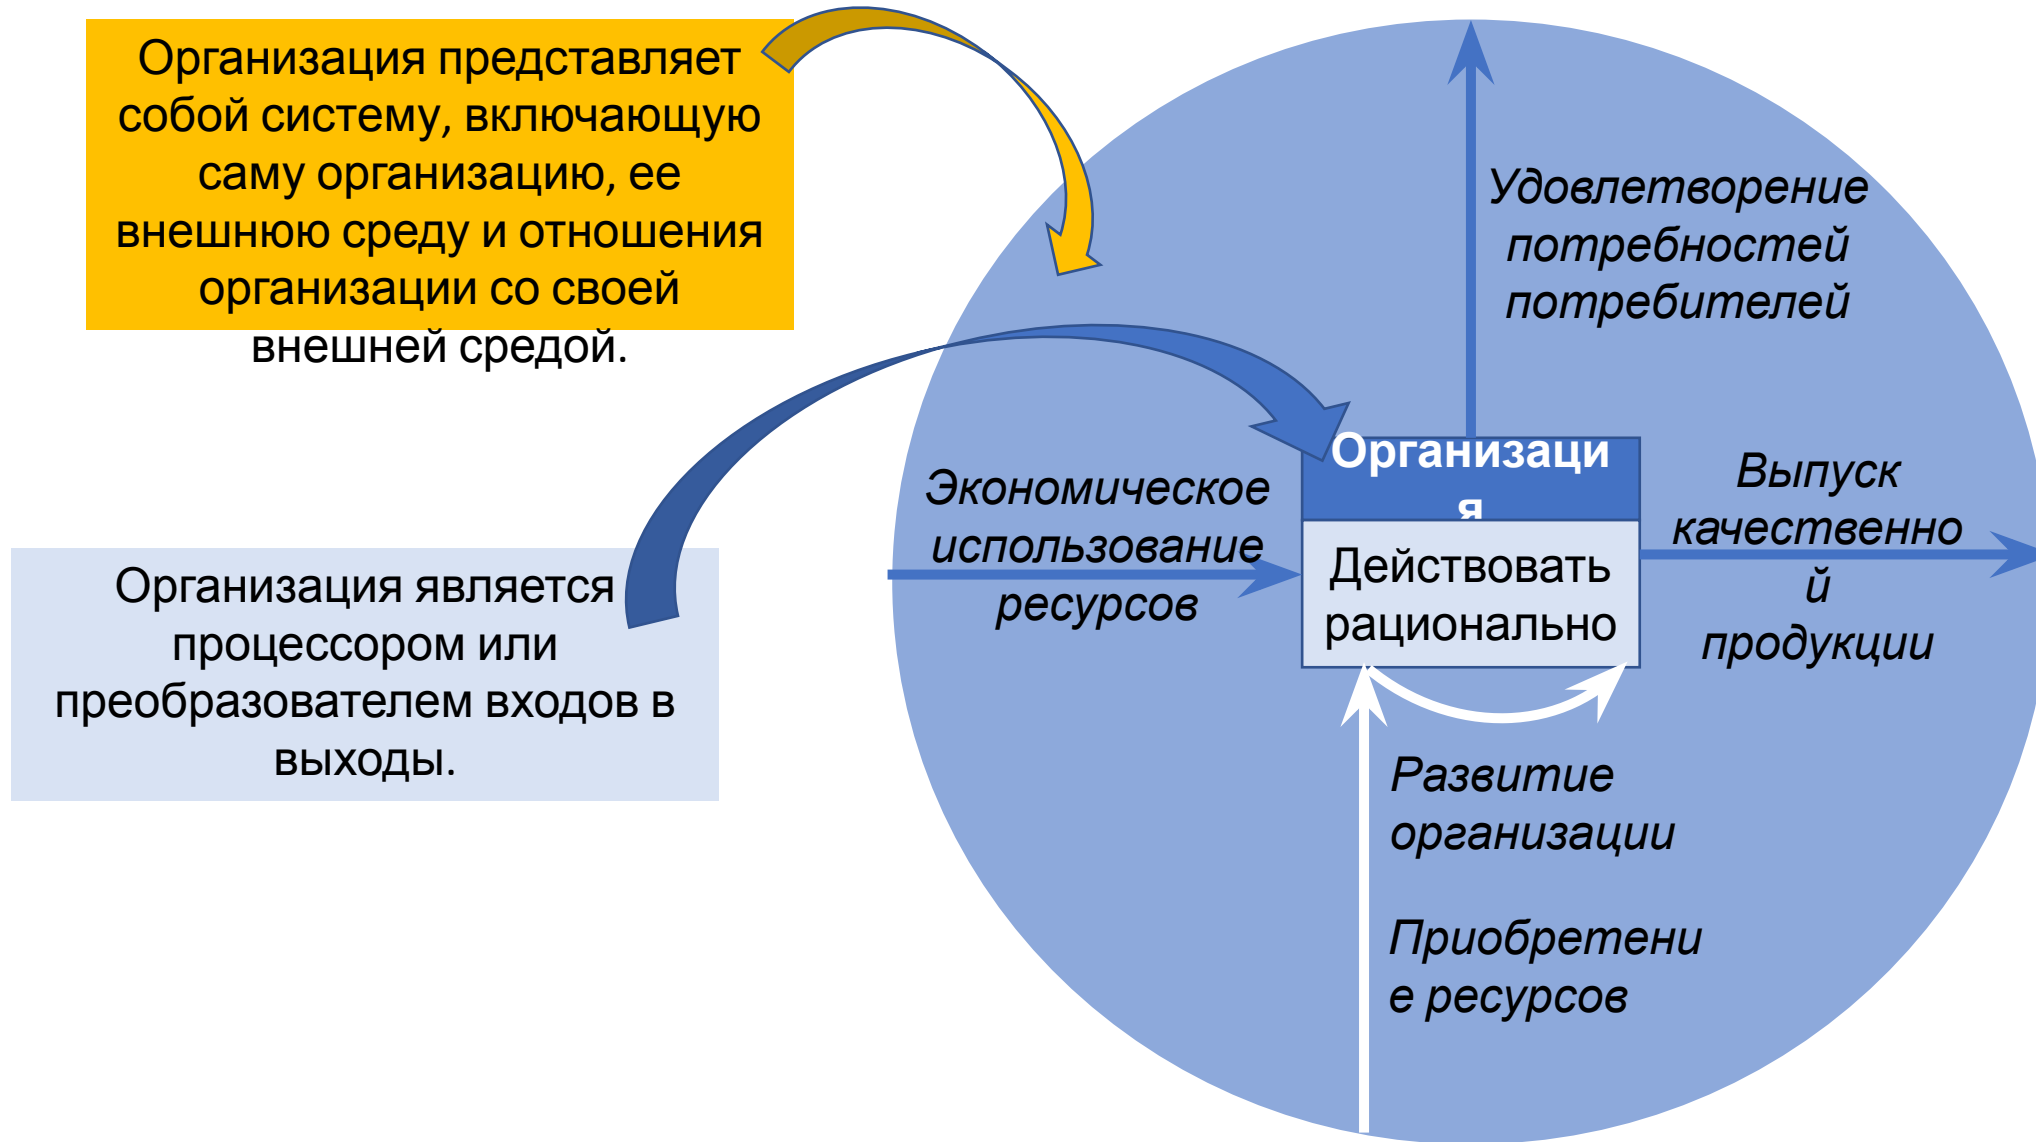 Организация представляет
собой систему, включающую
саму организацию, ее
внешнюю среду и отношения
организации со своей
внешней средой.
Организация является
процессором или
преобразователем входов в
выходы.
Удовлетворение
потребностей
потребителей
Экономическое
использование
ресурсов
Организаци
я
Действовать
рационально
Выпуск
качественно
й
продукции
Развитие
организации
Приобретени
е ресурсов